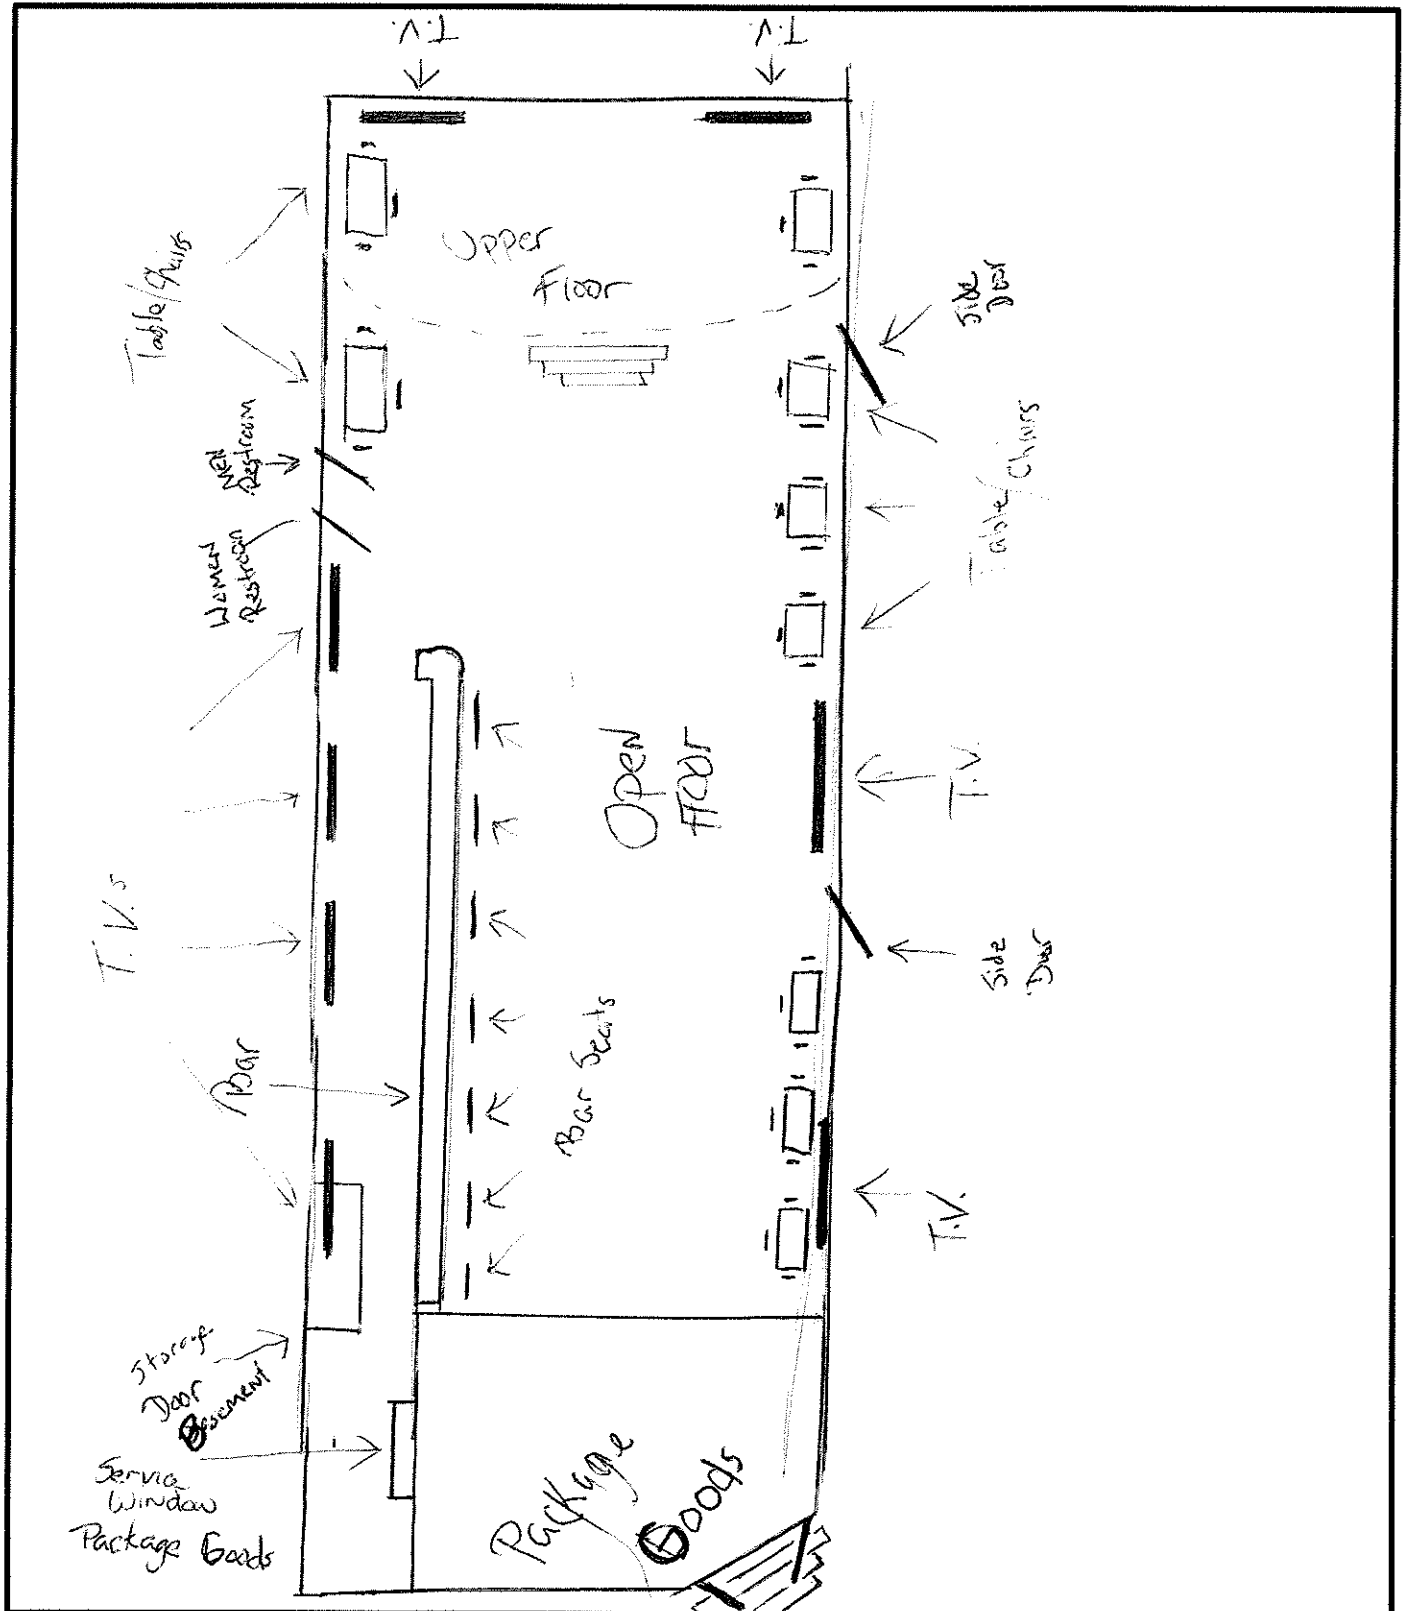 T.V.
T.V.
Upper
Floor
Table/Chairs
Side
Door
MEN
Restroom
Women
Restroom
Table/Chairs
Open
Floor
T.V.
T.V.s
Side
Door
Bar
Bar Seats
T.V.
Storage
Door
Basement
Service
Window
Package Goods
Package
Goods